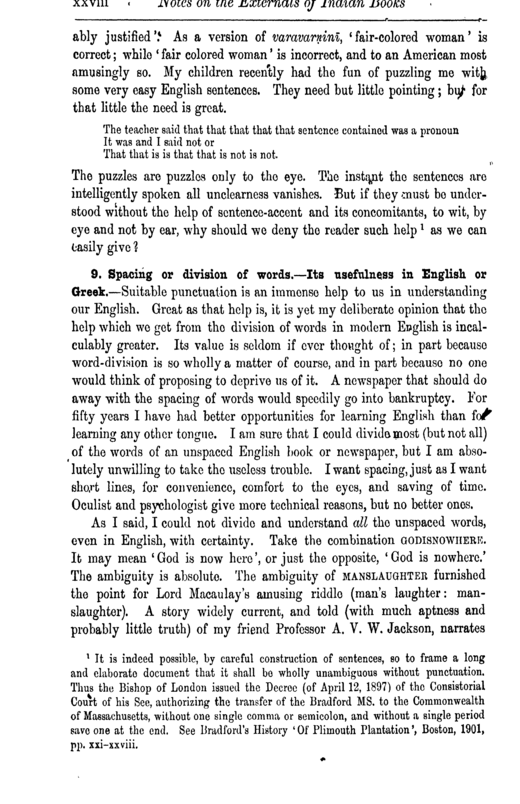 xxviii Notes on the Externals of Indian Books
ably justified'! As a version of varavarṇinī, 'fair-colored woman' is
correct; while 'fair colored woman' is incorrect, and to an American most
amusingly so. My children recently had the fun of puzzling me with
some very easy English sentences. They need but little pointing; but for
that little the need is great.
The teacher said that that that that that sentence contained was a pronoun
It was and I said not or
That that is is that that is not is not.
The puzzles are puzzles only to the eye. The instant the sentences are
intelligently spoken all unclearness vanishes. But if they must be under-
stood without the help of sentence-accent and its concomitants, to wit, by
eye and not by ear, why should we deny the reader such help ¹ as we can
easily give?
9. Spacing or division of words.—Its usefulness in English or
Greek.—Suitable punctuation is an immense help to us in understanding
our English. Great as that help is, it is yet my deliberate opinion that the
help which we get from the division of words in modern English is incal-
culably greater. Its value is seldom if ever thought of; in part because
word-division is so wholly a matter of course, and in part because no one
would think of proposing to deprive us of it. A newspaper that should do
away with the spacing of words would speedily go into bankruptcy. For
fifty years I have had better opportunities for learning English than for
learning any other tongue. I am sure that I could divide most (but not all)
of the words of an unspaced English book or newspaper, but I am abso-
lutely unwilling to take the useless trouble. I want spacing, just as I want
short lines, for convenience, comfort to the eyes, and saving of time.
Oculist and psychologist give more technical reasons, but no better ones.
As I said, I could not divide and understand all the unspaced words,
even in English, with certainty. Take the combination GODISNOWHERE.
It may mean 'God is now here', or just the opposite, 'God is nowhere.'
The ambiguity is absolute. The ambiguity of MANSLAUGHTER furnished
the point for Lord Macaulay's amusing riddle (man's laughter: man-
slaughter). A story widely current, and told (with much aptness and
probably little truth) of my friend Professor A. V. W. Jackson, narrates
¹ It is indeed possible, by careful construction of sentences, so to frame a long
and elaborate document that it shall be wholly unambiguous without punctuation.
Thus the Bishop of London issued the Decree (of April 12, 1897) of the Consistorial
Court of his See, authorizing the transfer of the Bradford MS. to the Commonwealth
of Massachusetts, without one single comma or semicolon, and without a single period
save one at the end. See Bradford's History 'Of Plimouth Plantation', Boston, 1901,
pp. xxi-xxviii.